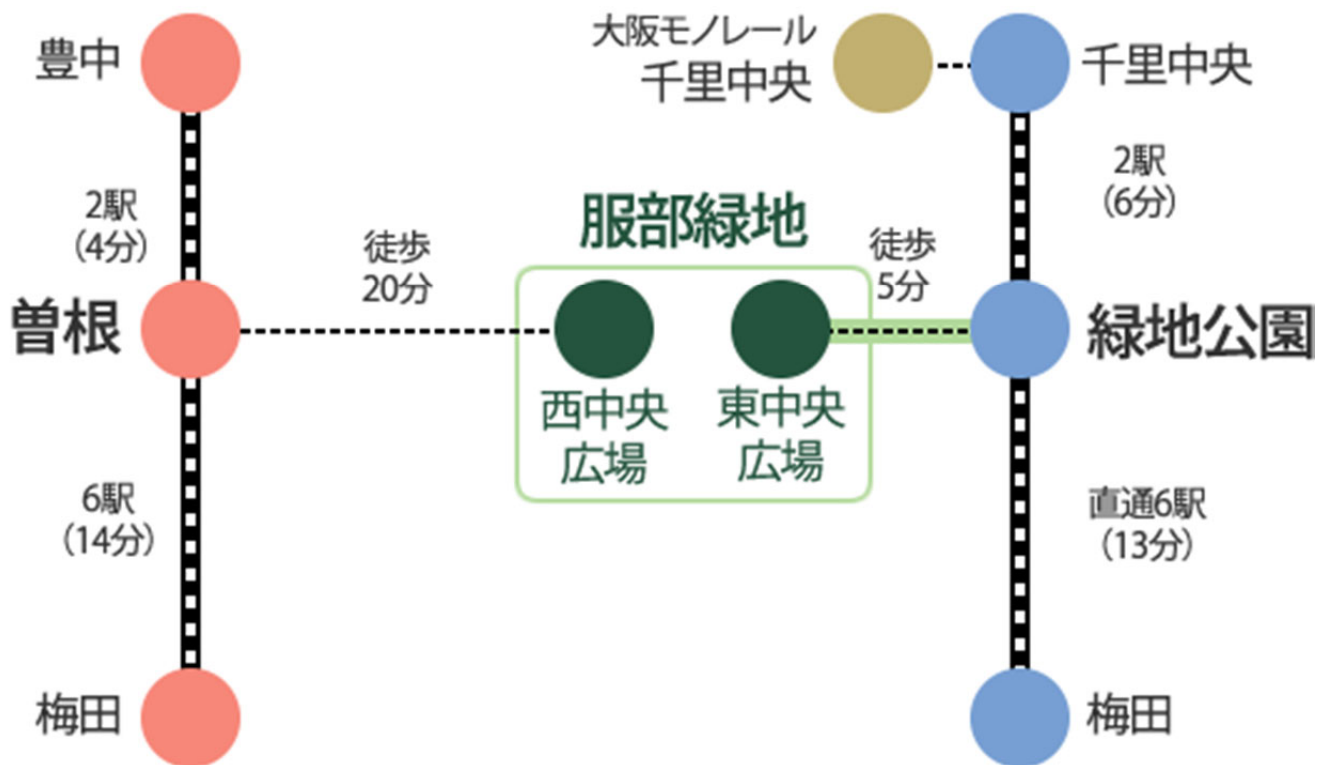 豊中
2駅
(4分)
曽根
6駅
(14分)
梅田
徒歩
20分
服部緑地
西中央
広場
東中央
広場
徒歩
5分
大阪モノレール
千里中央
千里中央
2駅
(6分)
緑地公園
直通6駅
(13分)
梅田